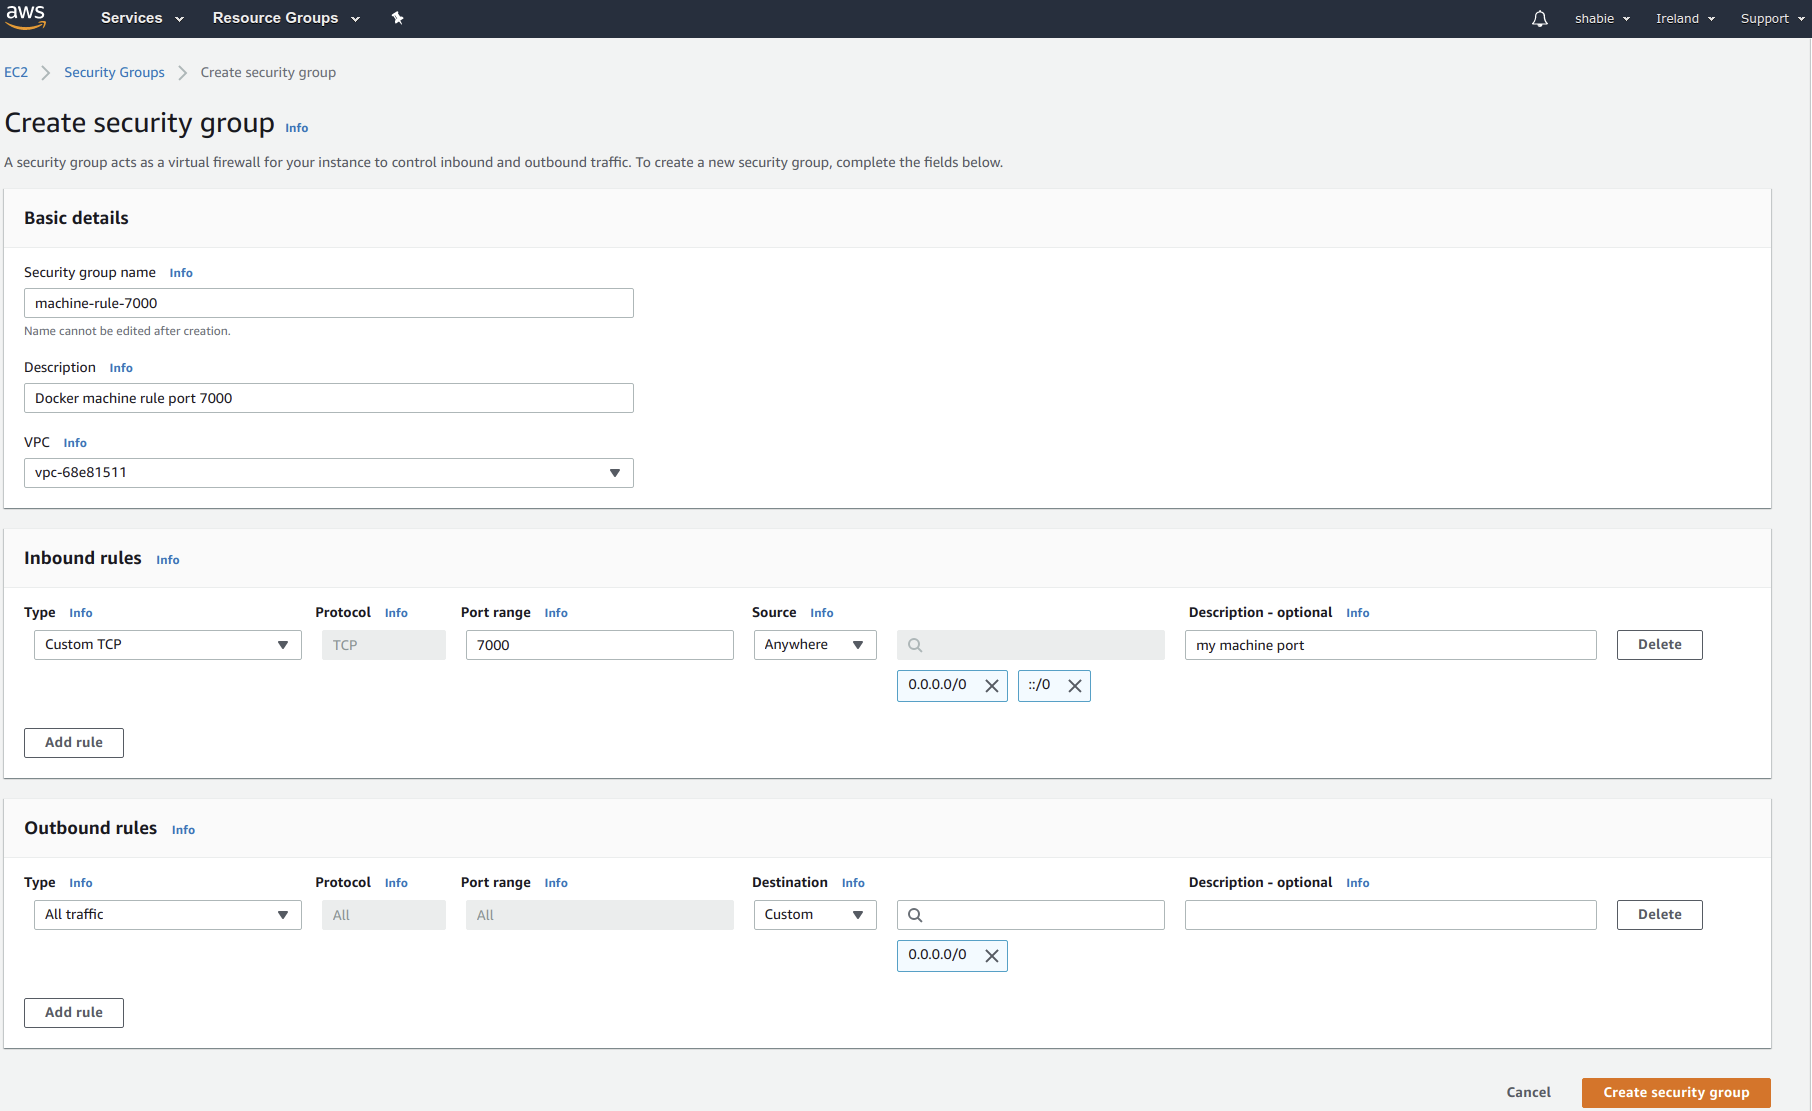 aws Services Resource Groups shabie Ireland Support
EC2 Security Groups Create security group
Create security group Info
A security group acts as a virtual firewall for your instance to control inbound and outbound traffic. To create a new security group, complete the fields below.
Basic details
Security group name Info
machine-rule-7000
Name cannot be edited after creation.
Description Info
Docker machine rule port 7000
VPC Info
vpc-68e81511
Inbound rules Info
Type Info Protocol Info Port range Info Source Info Description - optional Info
Custom TCP TCP 7000 Anywhere my machine port Delete
0.0.0.0/0 ::/0
Add rule
Outbound rules Info
Type Info Protocol Info Port range Info Destination Info Description - optional Info
All traffic All All Custom Delete
0.0.0.0/0
Add rule
Cancel Create security group